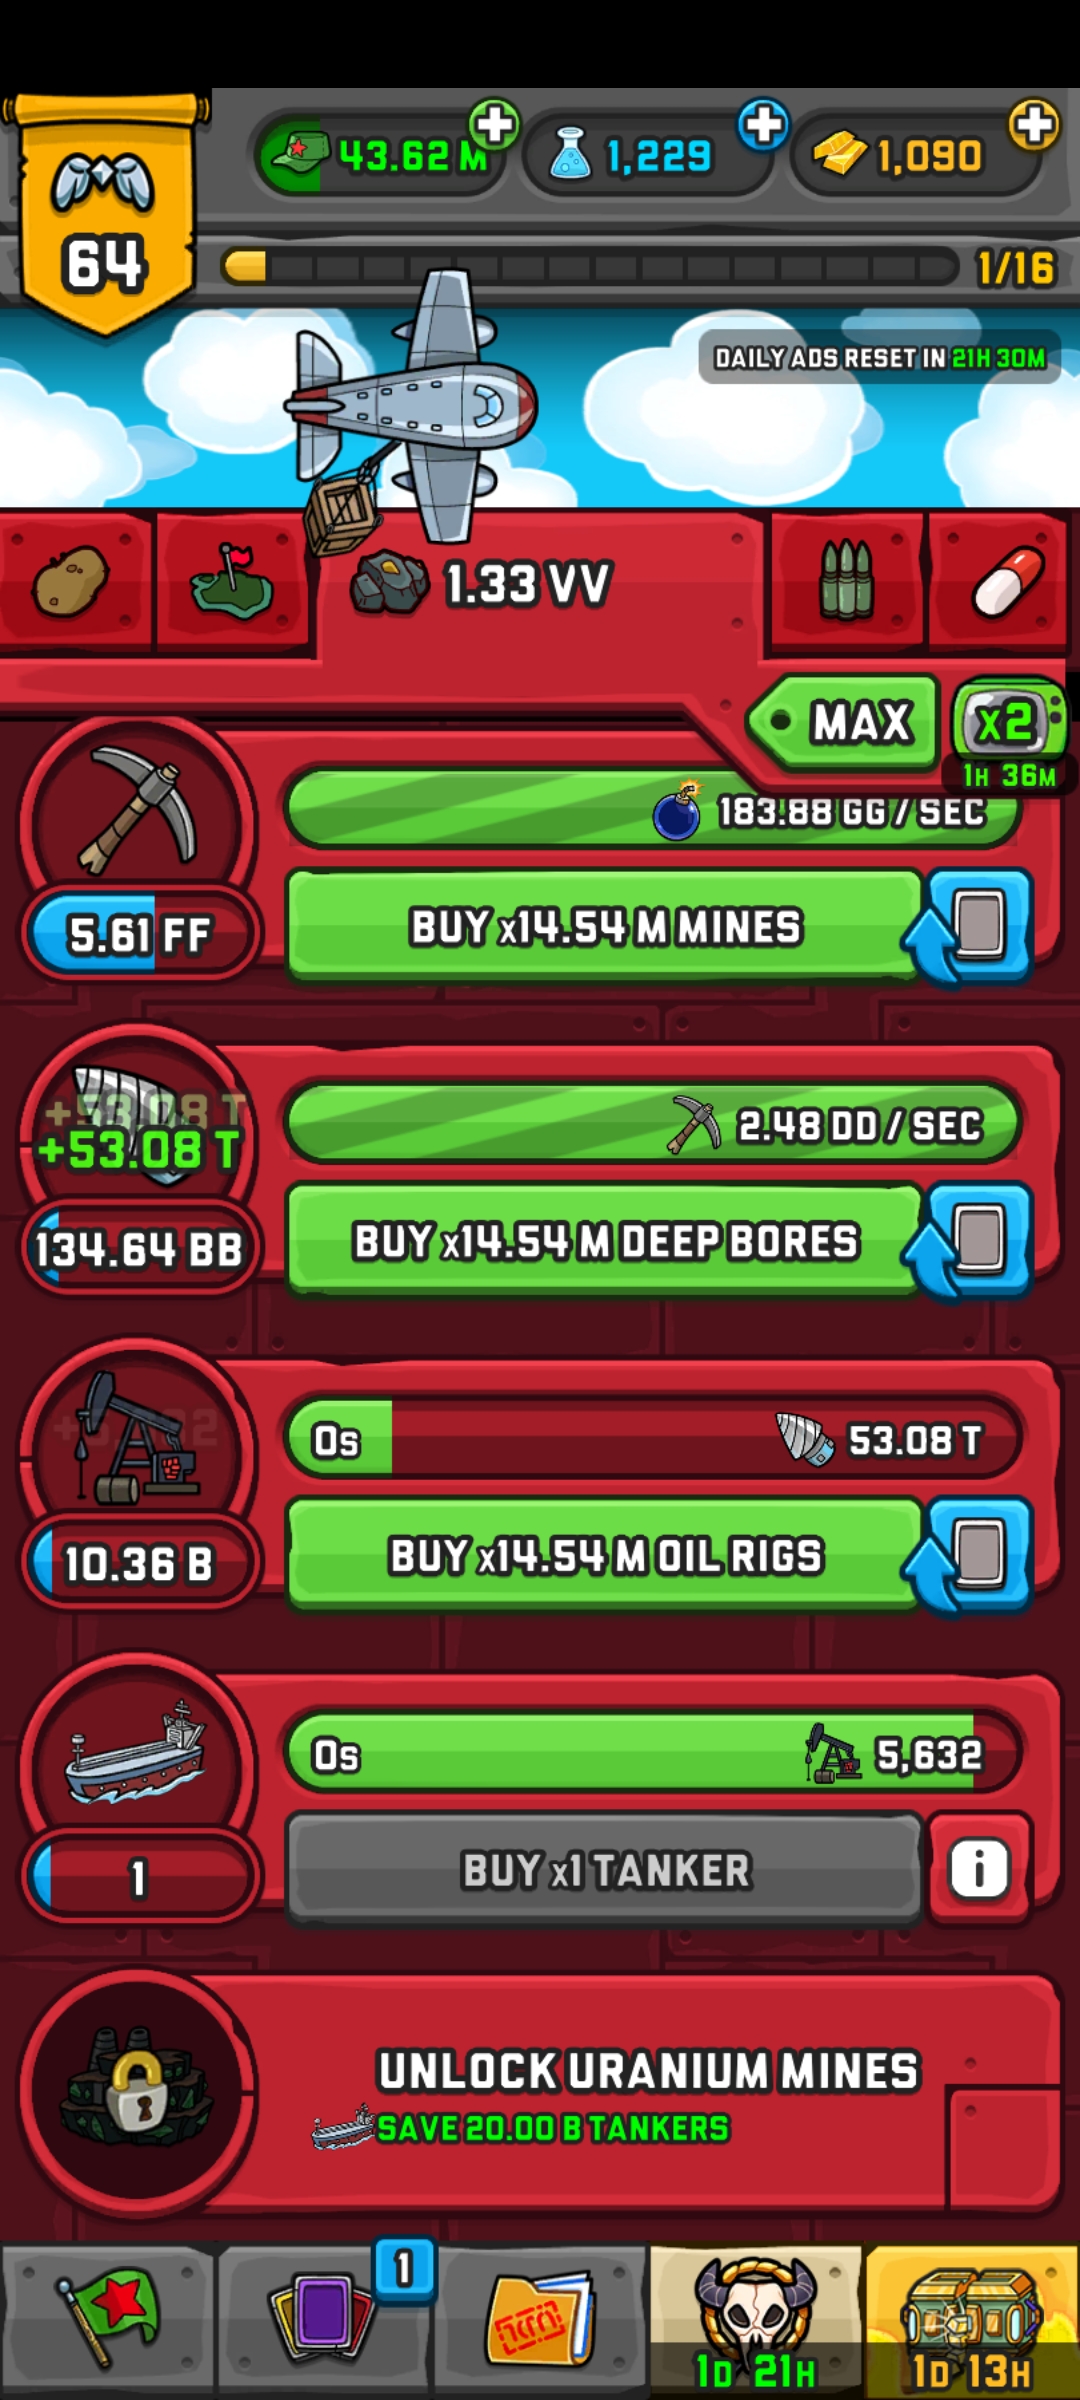 43.62 M
1,229
1,090
64
1/16
DAILY ADS RESET IN 21H 30M
1.33 VV
MAX
x2
1H 36M
183.88 GG / SEC
5.61 FF
BUY x14.54 M MINES
+53.08 T
+53.08 T
2.48 DD / SEC
134.64 BB
BUY x14.54 M DEEP BORES
0s
53.08 T
10.36 B
BUY x14.54 M OIL RIGS
0s
5,632
1
BUY x1 TANKER
i
UNLOCK URANIUM MINES
SAVE 20.00 B TANKERS
1
1D 21H
1D 13H